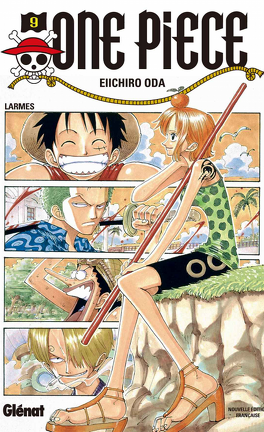 9
ONE PIECE
EIICHIRO ODA
LARMES
Glénat
NOUVELLE ÉDITION
FRANÇAISE